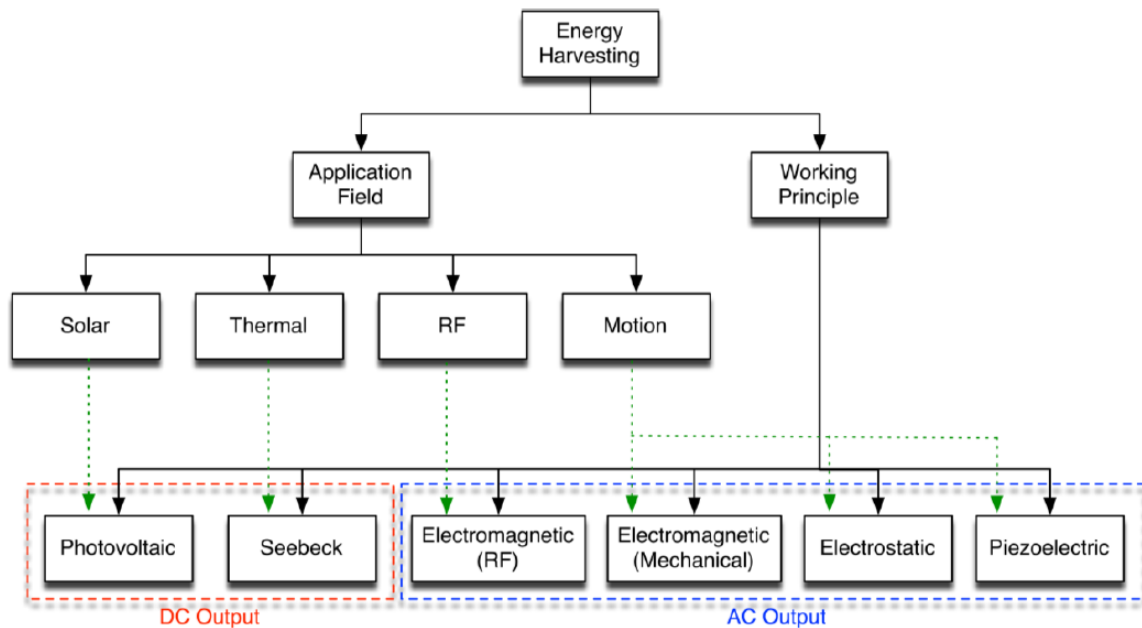 Energy
Harvesting
Application
Field
Working
Principle
Solar
Thermal
RF
Motion
Photovoltaic
Seebeck
Electromagnetic
(RF)
Electromagnetic
(Mechanical)
Electrostatic
Piezoelectric
DC Output
AC Output